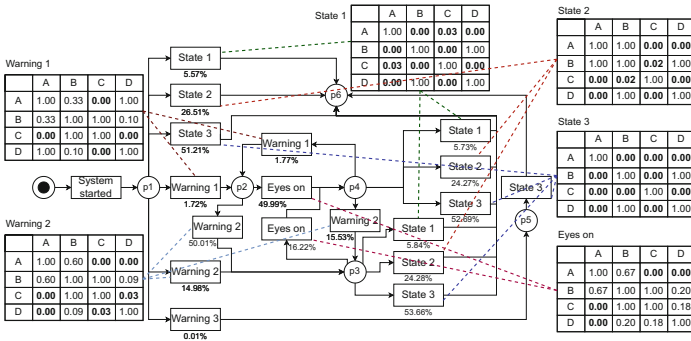 State 1
A B C D
A 1.00 0.00 0.03 0.00
B 0.00 1.00 0.00 1.00
C 0.03 0.00 1.00 0.00
D 0.00 1.00 0.00 1.00
State 2
A B C D
A 1.00 1.00 0.00 0.00
B 1.00 1.00 0.02 1.00
C 0.00 0.02 1.00 0.00
D 0.00 1.00 0.00 1.00
Warning 1
A B C D
A 1.00 0.33 0.00 1.00
B 0.33 1.00 1.00 0.10
C 0.00 1.00 1.00 0.00
D 1.00 0.10 0.00 1.00
State 3
A B C D
A 1.00 0.00 0.00 0.00
B 0.00 1.00 0.00 1.00
C 0.00 0.00 1.00 0.00
D 0.00 1.00 0.00 1.00
Warning 2
A B C D
A 1.00 0.60 0.00 0.00
B 0.60 1.00 1.00 0.09
C 0.00 1.00 1.00 0.03
D 0.00 0.09 0.03 1.00
Eyes on
A B C D
A 1.00 0.67 0.00 0.00
B 0.67 1.00 1.00 0.20
C 0.00 1.00 1.00 0.18
D 0.00 0.20 0.18 1.00
System
started
p1
State 1
5.57%
State 2
26.51%
State 3
51.21%
p6
Warning 1
1.77%
Warning 1
1.72%
p2
Eyes on
49.99%
p4
State 1
5.73%
State 2
24.27%
State 3
52.69%
State 3
p5
Warning 2
50.01%
Eyes on
16.22%
Warning 2
15.53%
State 1
5.84%
Warning 2
14.98%
p3
State 2
24.28%
State 3
53.66%
Warning 3
0.01%